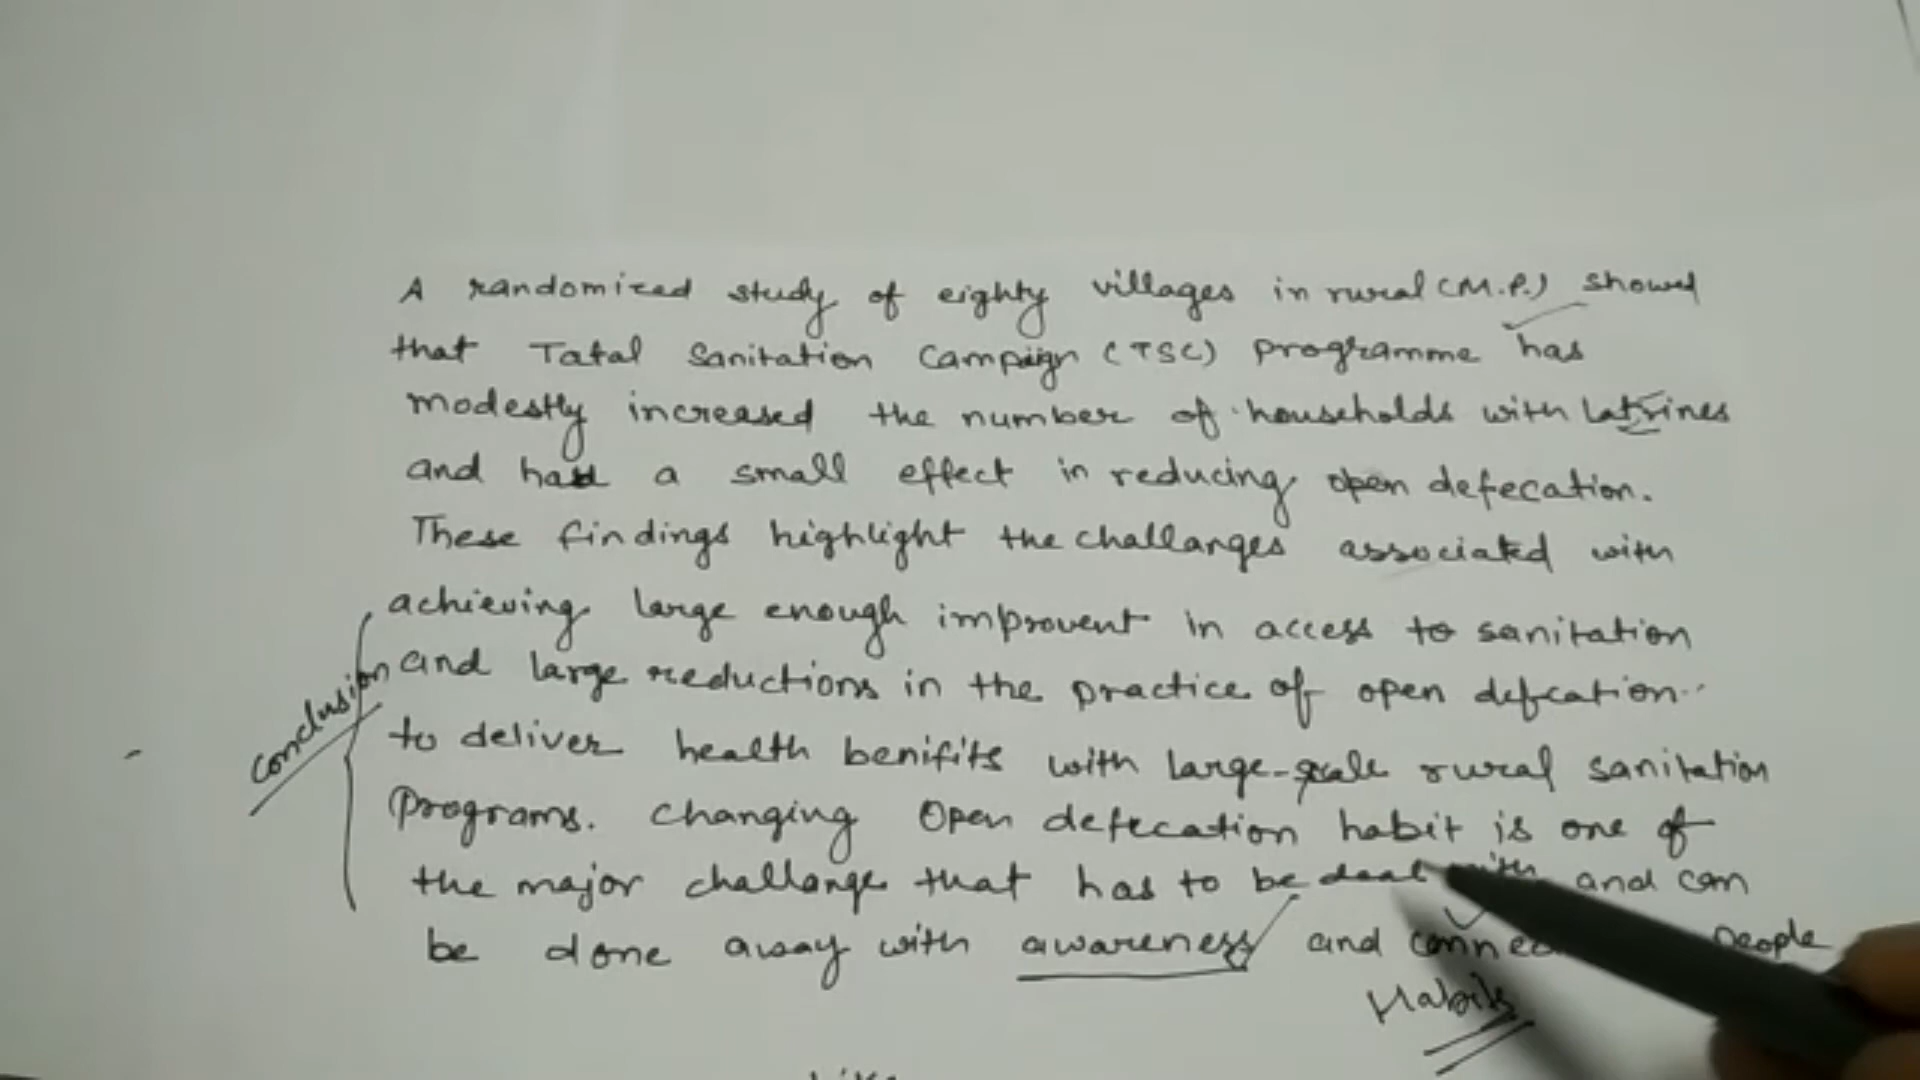 A randomized study of eighty villages in rural (M.P.) showed
that Tatal Sanitation Campaign (TSC) programme has
modestly increased the number of households with latrines
and had a small effect in reducing open defecation.
These findings highlight the challanges associated with
achieving large enough improvent in access to sanitation
and large reductions in the practice of open defcation
to deliver health benifits with large-scale rural sanitation
programs. changing open defecation habit is one of
the major challange that has to be deal with and can
be done away with awareness and people
Habits
conclusion